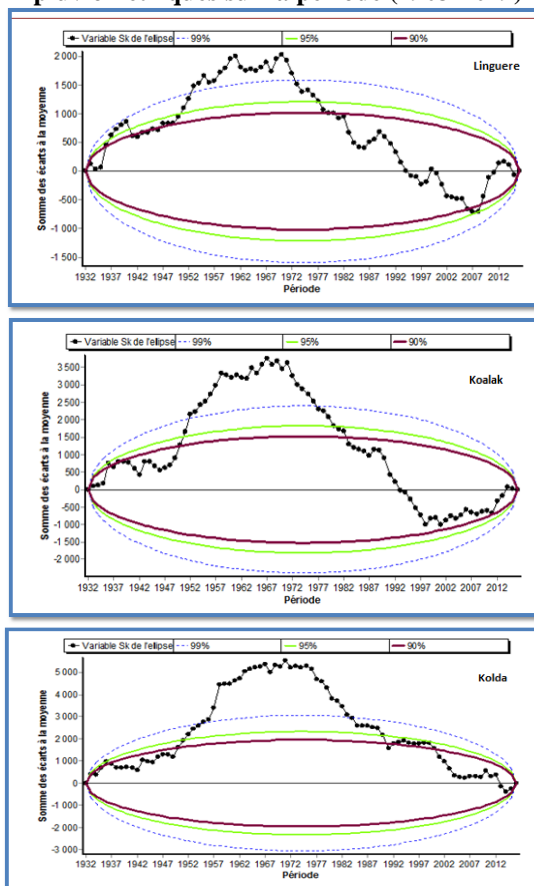 Linguere
Variable Sk de l'ellipse 99% 95% 90%
Somme des écarts à la moyenne
2 000
1 500
1 000
500
0
-500
-1 000
-1 500
1932 1937 1942 1947 1952 1957 1962 1967 1972 1977 1982 1987 1992 1997 2002 2007 2012
Période
Variable Sk de l'ellipse 99% 95% 90%
Koalak
Somme des écarts à la moyenne
3 500
3 000
2 500
2 000
1 500
1 000
500
0
-500
-1 000
-1 500
-2 000
1932 1937 1942 1947 1952 1957 1962 1967 1972 1977 1982 1987 1992 1997 2002 2007 2012
Période
Variable Sk de l'ellipse 99% 95% 90%
Kolda
Somme des écarts à la moyenne
5 000
4 000
3 000
2 000
1 000
0
-1 000
-2 000
-3 000
1932 1937 1942 1947 1952 1957 1962 1967 1972 1977 1982 1987 1992 1997 2002 2007 2012
Période